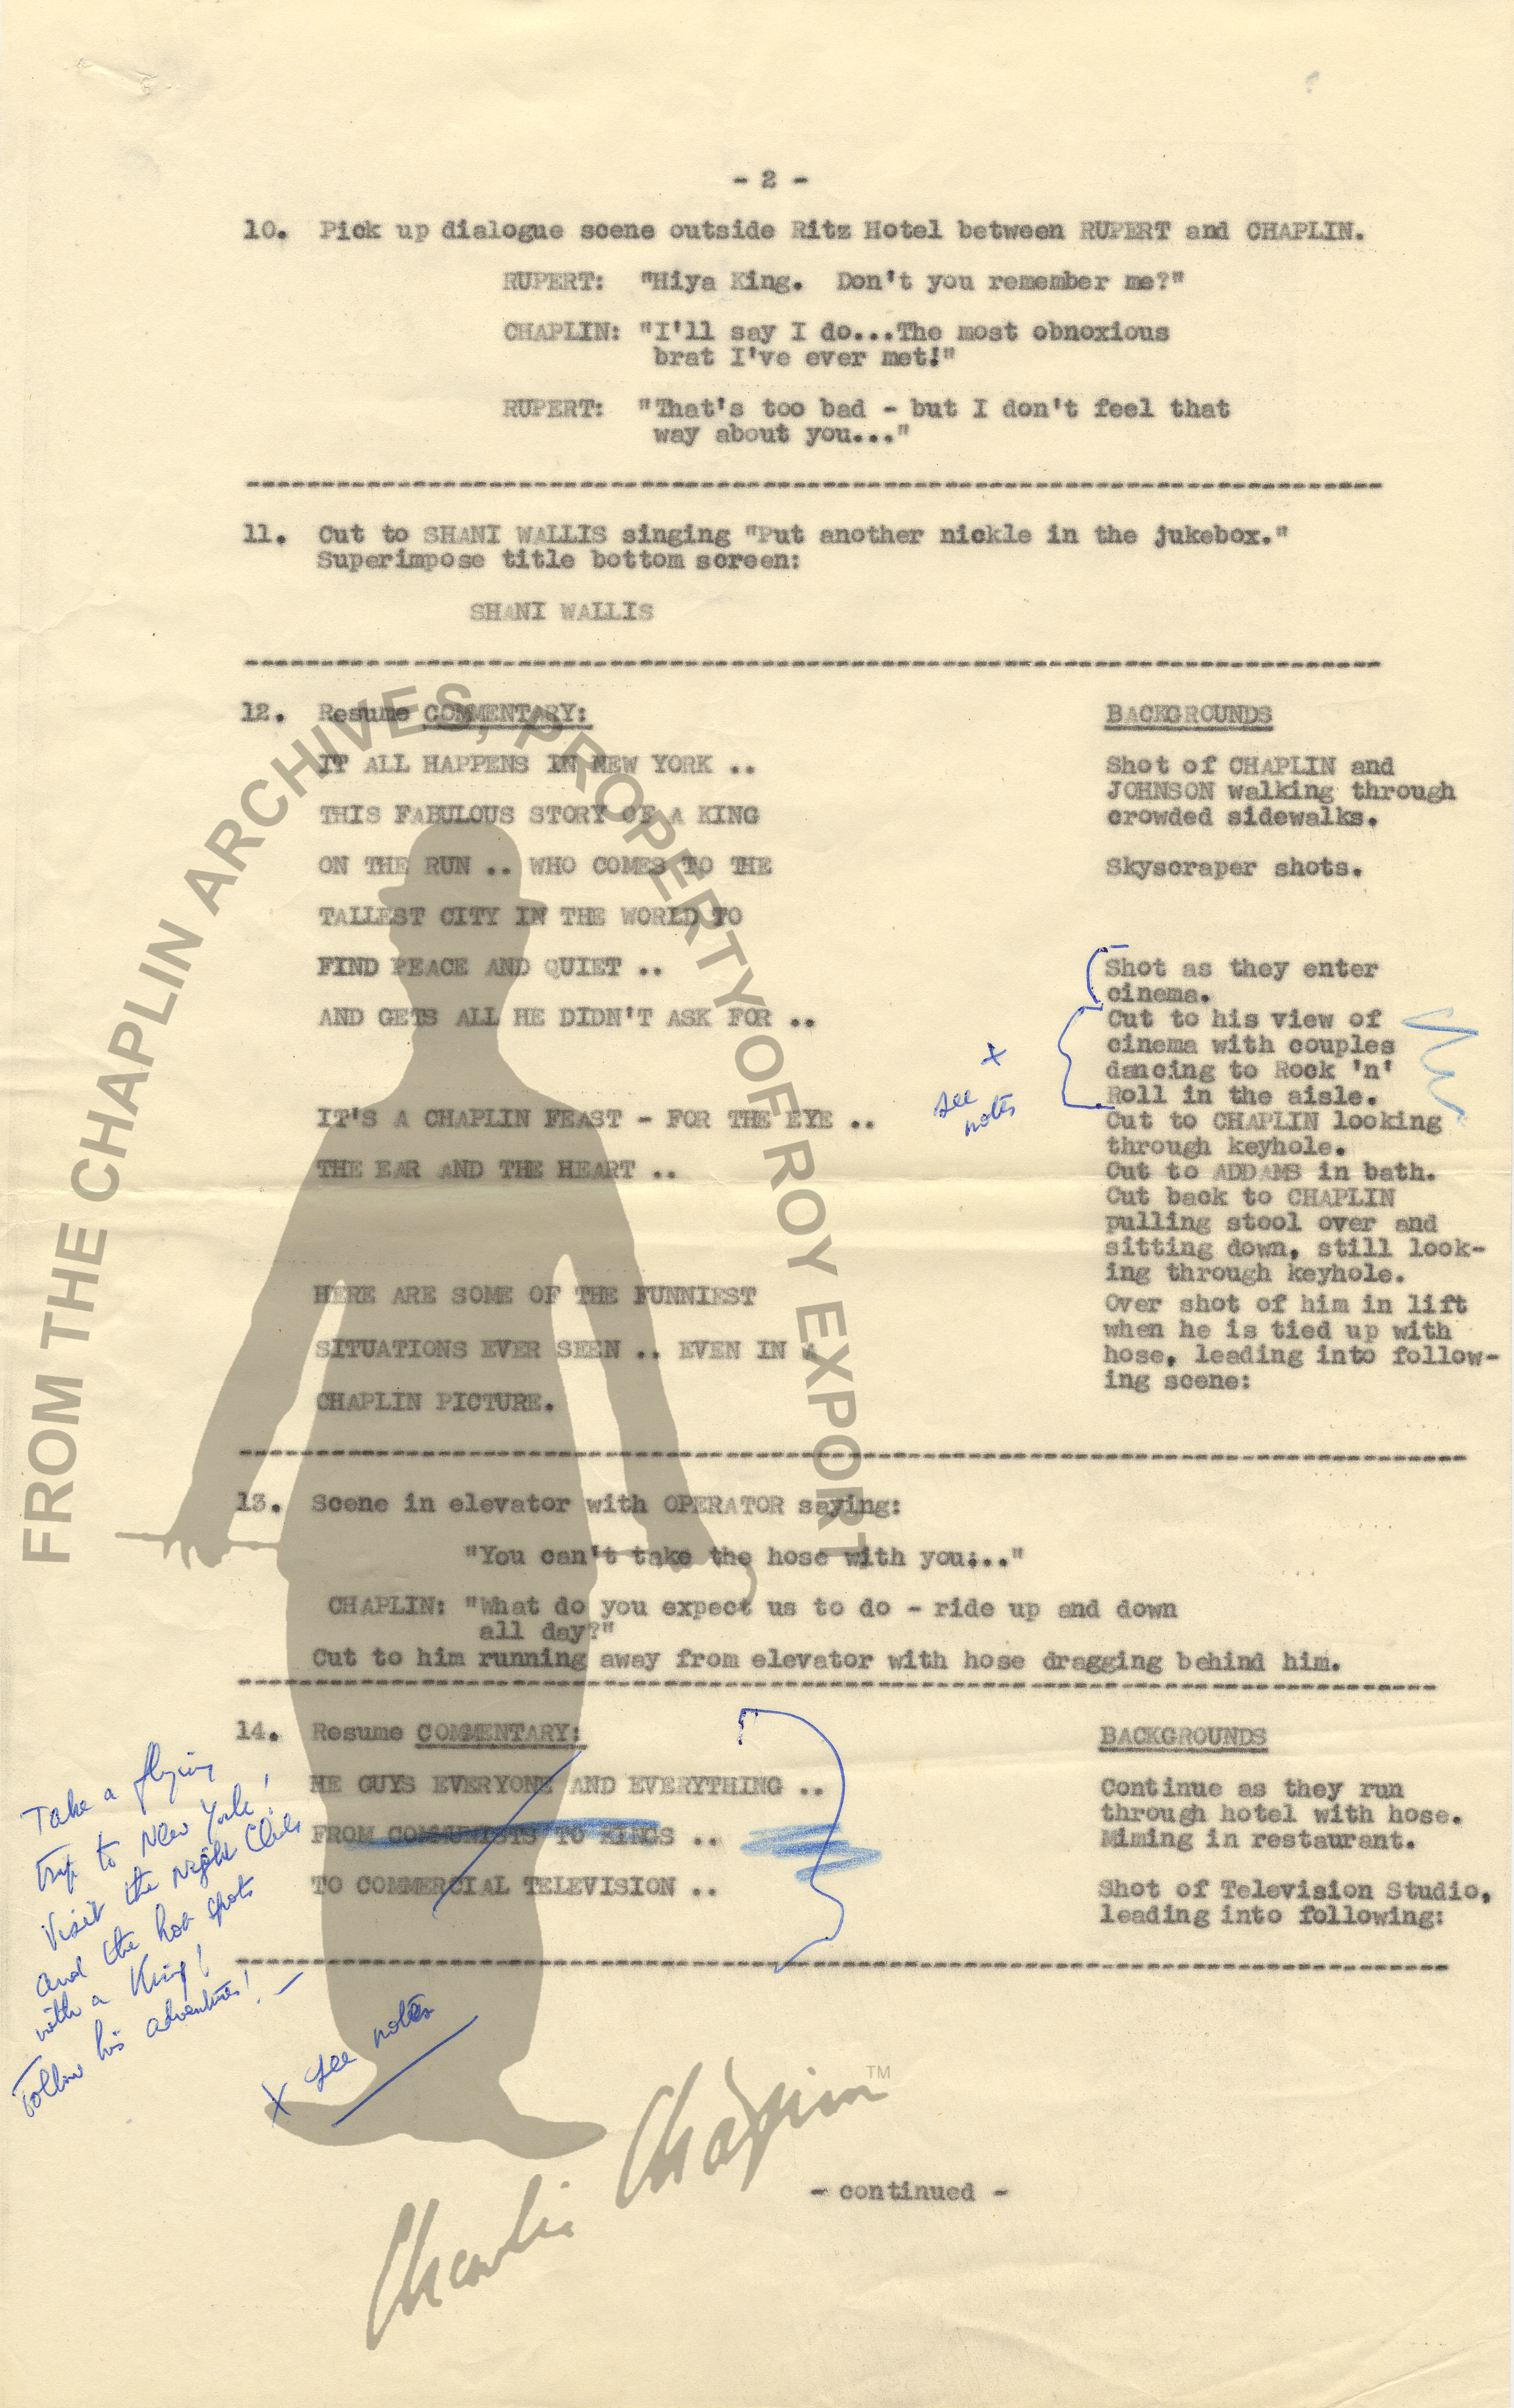 - 2 -
10. Pick up dialogue scene outside Ritz Hotel between RUPERT and CHAPLIN.
RUPERT: "Hiya King. Don't you remember me?"
CHAPLIN: "I'll say I do...The most obnoxious
brat I've ever met!"
RUPERT: "That's too bad - but I don't feel that
way about you..."
11. Cut to SHANI WALLIS singing "Put another nickle in the jukebox."
Superimpose title bottom screen:
SHANI WALLIS
12. Resume COMMENTARY:
IT ALL HAPPENS IN NEW YORK ..
THIS FABULOUS STORY OF A KING
ON THE RUN .. WHO COMES TO THE
TALLEST CITY IN THE WORLD TO
FIND PEACE AND QUIET ..
AND GETS ALL HE DIDN'T ASK FOR ..
IT'S A CHAPLIN FEAST - FOR THE EYE ..
THE EAR AND THE HEART ..
HERE ARE SOME OF THE FUNNIEST
SITUATIONS EVER SEEN .. EVEN IN A
CHAPLIN PICTURE.
BACKGROUNDS
Shot of CHAPLIN and
JOHNSON walking through
crowded sidewalks.
Skyscraper shots.
Shot as they enter
cinema.
Cut to his view of
cinema with couples
dancing to Rock 'n'
Roll in the aisle.
Cut to CHAPLIN looking
through keyhole.
Cut to ADDAMS in bath.
Cut back to CHAPLIN
pulling stool over and
sitting down, still look-
ing through keyhole.
Over shot of him in lift
when he is tied up with
hose, leading into follow-
ing scene:
x
see
notes
13. Scene in elevator with OPERATOR saying:
"You can't take the hose with you:..."
CHAPLIN: "What do you expect us to do - ride up and down
all day?"
Cut to him running away from elevator with hose dragging behind him.
14. Resume COMMENTARY:
HE GUYS EVERYONE AND EVERYTHING ..
FROM COMMUNISTS TO KINGS ..
TO COMMERCIAL TELEVISION ..
BACKGROUNDS
Continue as they run
through hotel with hose.
Miming in restaurant.
Shot of Television Studio,
leading into following:
Take a flying
trip to New York!
Visit the Night Clubs
and the hot spots
with a King!
Follow his adventures! -
X see notes
- continued -
FROM THE CHAPLIN ARCHIVES, PROPERTY OF ROY EXPORT
Charlie Chaplin TM